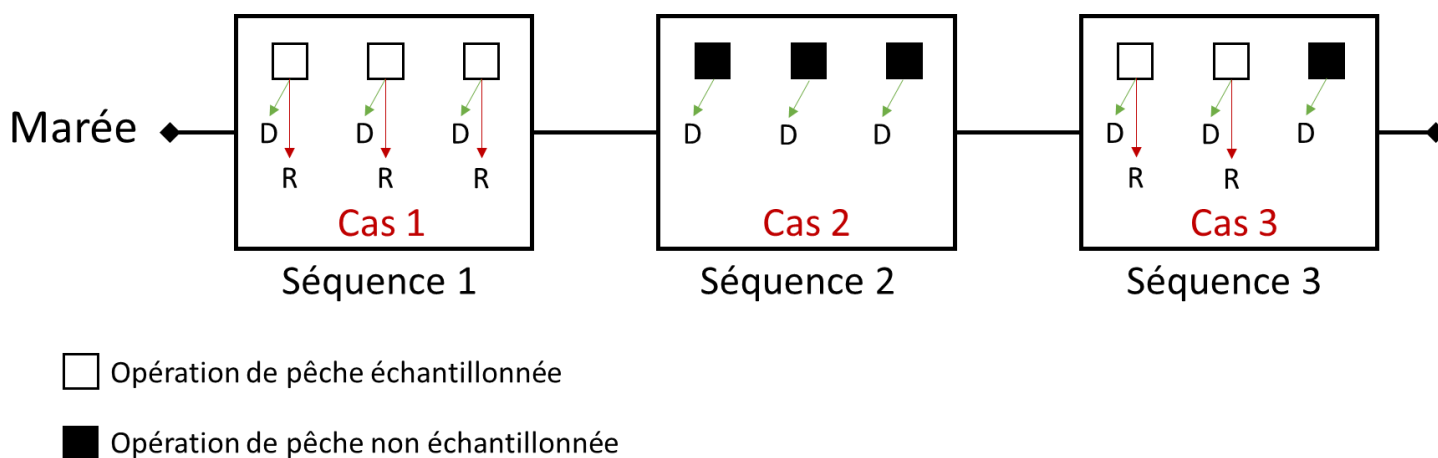 Marée
D D D D D D D D D
R R R R R
Cas 1 Cas 2 Cas 3
Séquence 1 Séquence 2 Séquence 3
Opération de pêche échantillonnée
Opération de pêche non échantillonnée